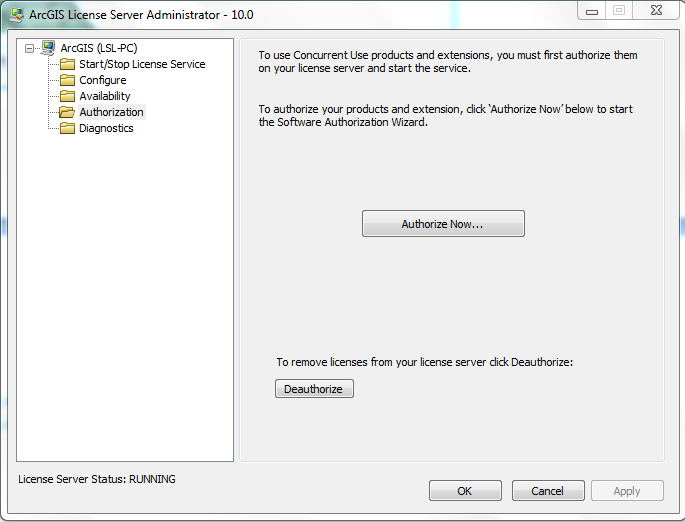 ArcGIS License Server Administrator - 10.0
ArcGIS (LSL-PC)
Start/Stop License Service
Configure
Availability
Authorization
Diagnostics
To use Concurrent Use products and extensions, you must first authorize them
on your license server and start the service.
To authorize your products and extension, click 'Authorize Now' below to start
the Software Authorization Wizard.
Authorize Now...
To remove licenses from your license server click Deauthorize:
Deauthorize
License Server Status: RUNNING
OK
Cancel
Apply